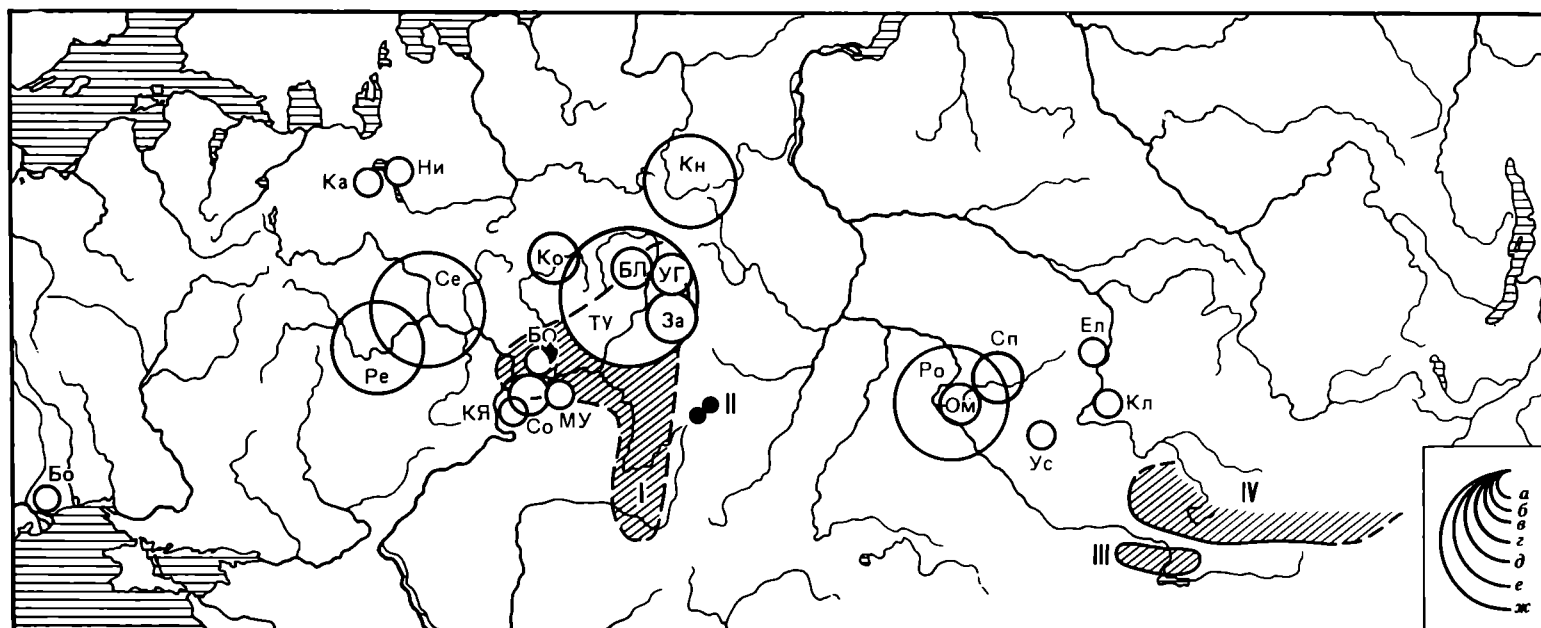 Ка
Ни
Кн
Ко
БЛ
УГ
Се
ТУ
За
Ре
БО
КЯ
Со
МУ
II
I
Бо
Ро
Ом
Сп
Ел
Кл
Ус
IV
III
а
б
в
г
д
е
ж